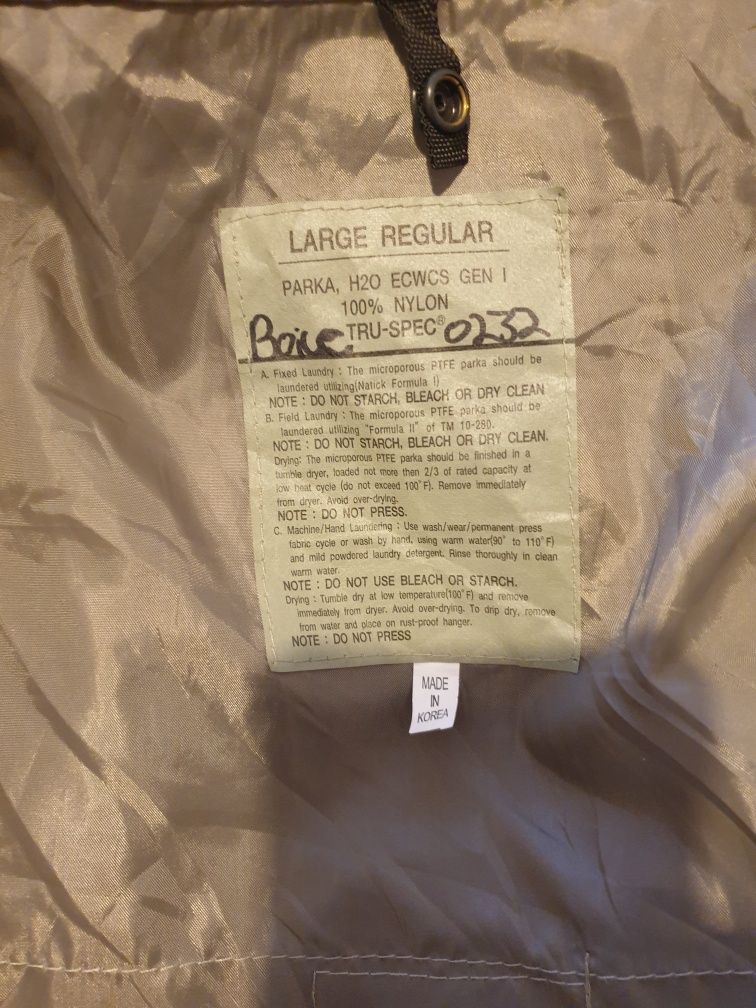 LARGE REGULAR
PARKA, H2O ECWCS GEN I
100% NYLON
Boice TRU-SPEC® 0232
A. Fixed Laundry : The microporous PTFE parka should be
laundered utilizing(Natick Formula I)
NOTE : DO NOT STARCH, BLEACH OR DRY CLEAN
B. Field Laundry : The microporous PTFE parka should be
laundered utilizing "Formula II" of TM 10-280.
NOTE : DO NOT STARCH, BLEACH OR DRY CLEAN.
Drying: The microporous PTFE parka should be finished in a
tumble dryer, loaded not more then 2/3 of rated capacity at
low heat cycle (do not exceed 100°F). Remove immediately
from dryer. Avoid over-drying.
NOTE : DO NOT PRESS.
C. Machine/Hand Laundering : Use wash/wear/permanent press
fabric cycle or wash by hand, using warm water(90° to 110°F)
and mild powdered laundry detergent. Rinse thoroughly in clean
warm water.
NOTE : DO NOT USE BLEACH OR STARCH.
Drying : Tumble dry at low temperature(100°F) and remove
immediately from dryer. Avoid over-drying. To drip dry, remove
from water and place on rust-proof hanger.
NOTE : DO NOT PRESS
MADE
IN
KOREA